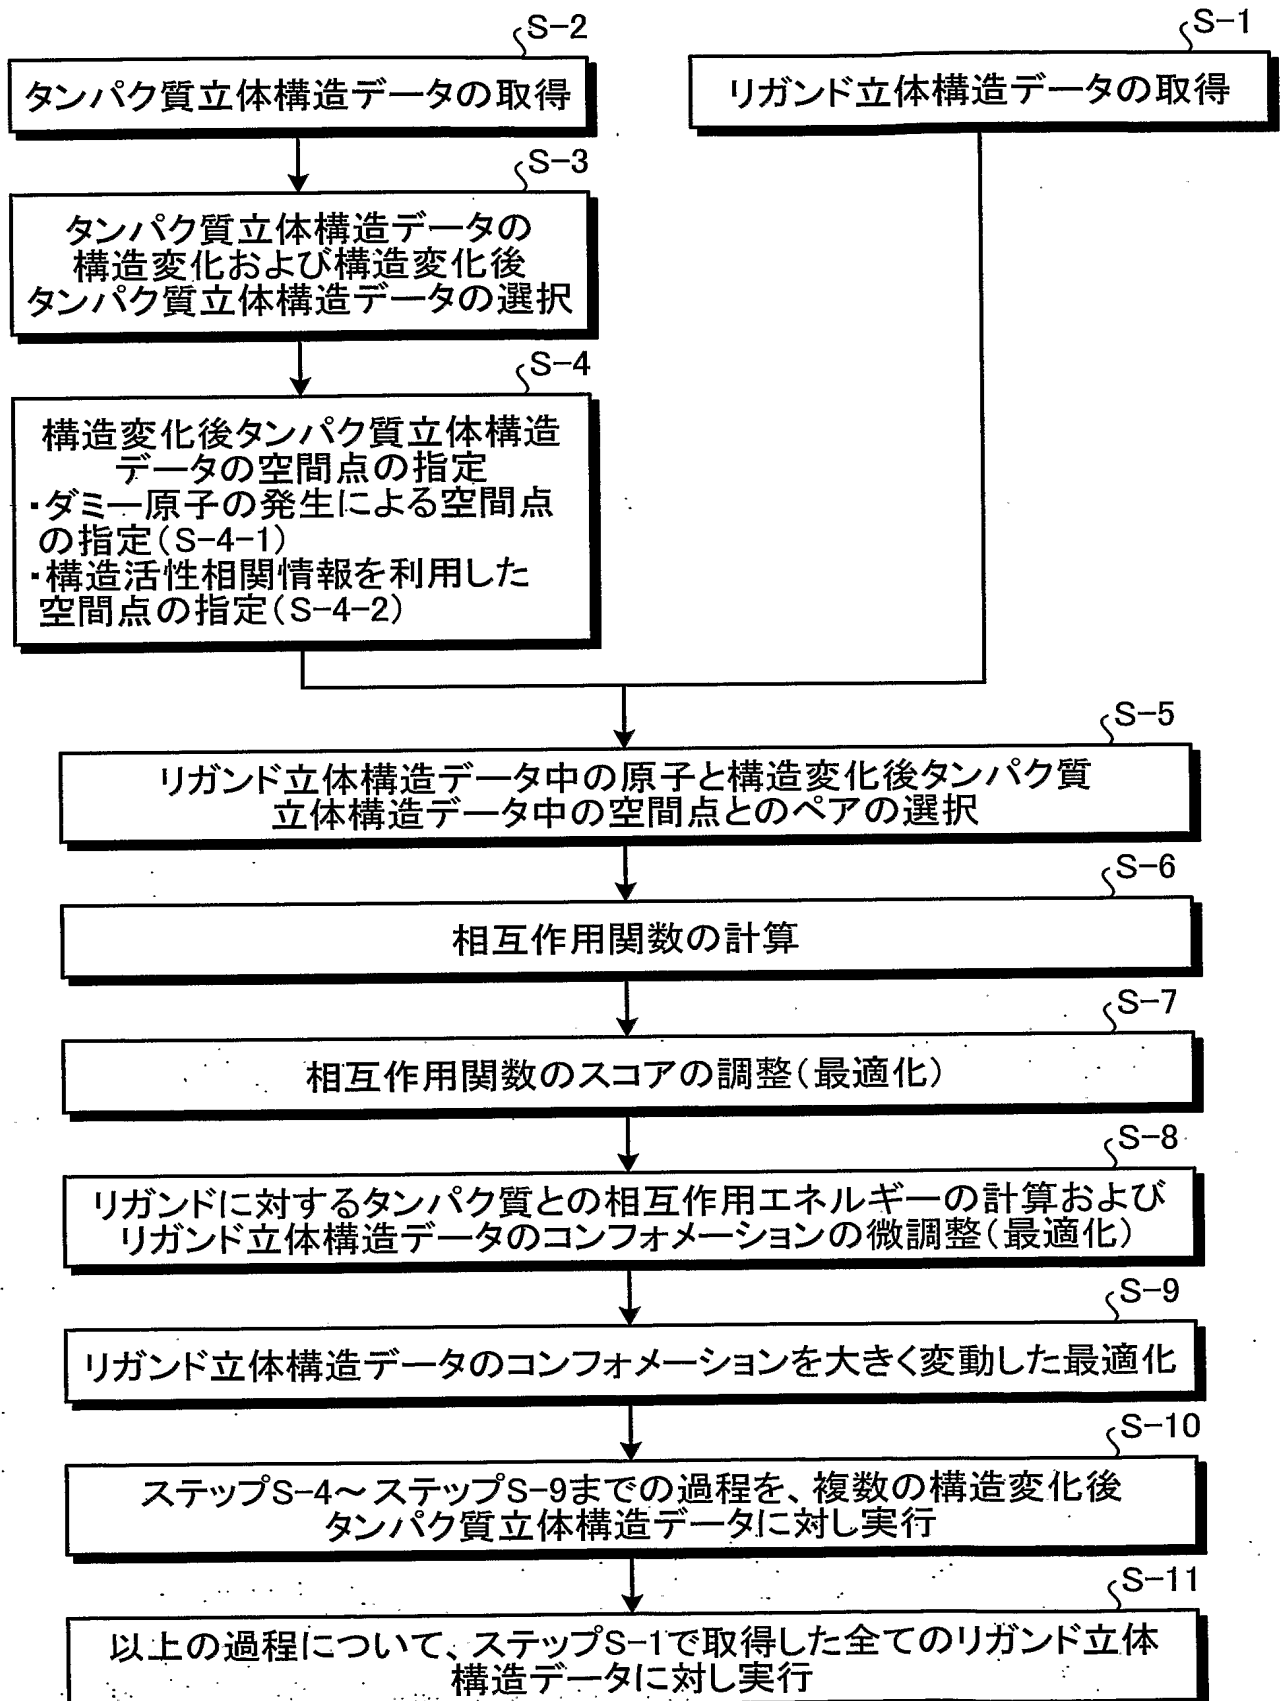 S-2
タンパク質立体構造データの取得
S-1
リガンド立体構造データの取得
S-3
タンパク質立体構造データの
構造変化および構造変化後
タンパク質立体構造データの選択
S-4
構造変化後タンパク質立体構造
データの空間点の指定
・ダミー原子の発生による空間点
の指定(S-4-1)
・構造活性相関情報を利用した
空間点の指定(S-4-2)
S-5
リガンド立体構造データ中の原子と構造変化後タンパク質
立体構造データ中の空間点とのペアの選択
S-6
相互作用関数の計算
S-7
相互作用関数のスコアの調整(最適化)
S-8
リガンドに対するタンパク質との相互作用エネルギーの計算および
リガンド立体構造データのコンフォメーションの微調整(最適化)
S-9
リガンド立体構造データのコンフォメーションを大きく変動した最適化
S-10
ステップS-4～ステップS-9までの過程を、複数の構造変化後
タンパク質立体構造データに対し実行
S-11
以上の過程について、ステップS-1で取得した全てのリガンド立体
構造データに対し実行